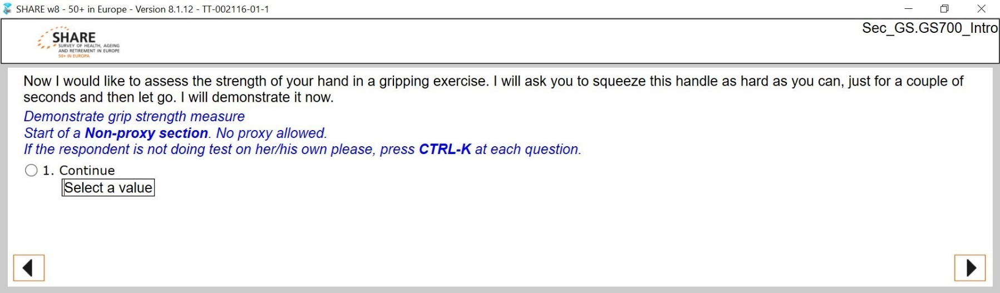 SHARE w8 - 50+ in Europe - Version 8.1.12 - TT-002116-01-1
Sec_GS.GS700_Intro
SHARE
SURVEY OF HEALTH, AGEING
AND RETIREMENT IN EUROPE
50+ IN EUROPA
Now I would like to assess the strength of your hand in a gripping exercise. I will ask you to squeeze this handle as hard as you can, just for a couple of
seconds and then let go. I will demonstrate it now.
Demonstrate grip strength measure
Start of a Non-proxy section. No proxy allowed.
If the respondent is not doing test on her/his own please, press CTRL-K at each question.
1. Continue
Select a value